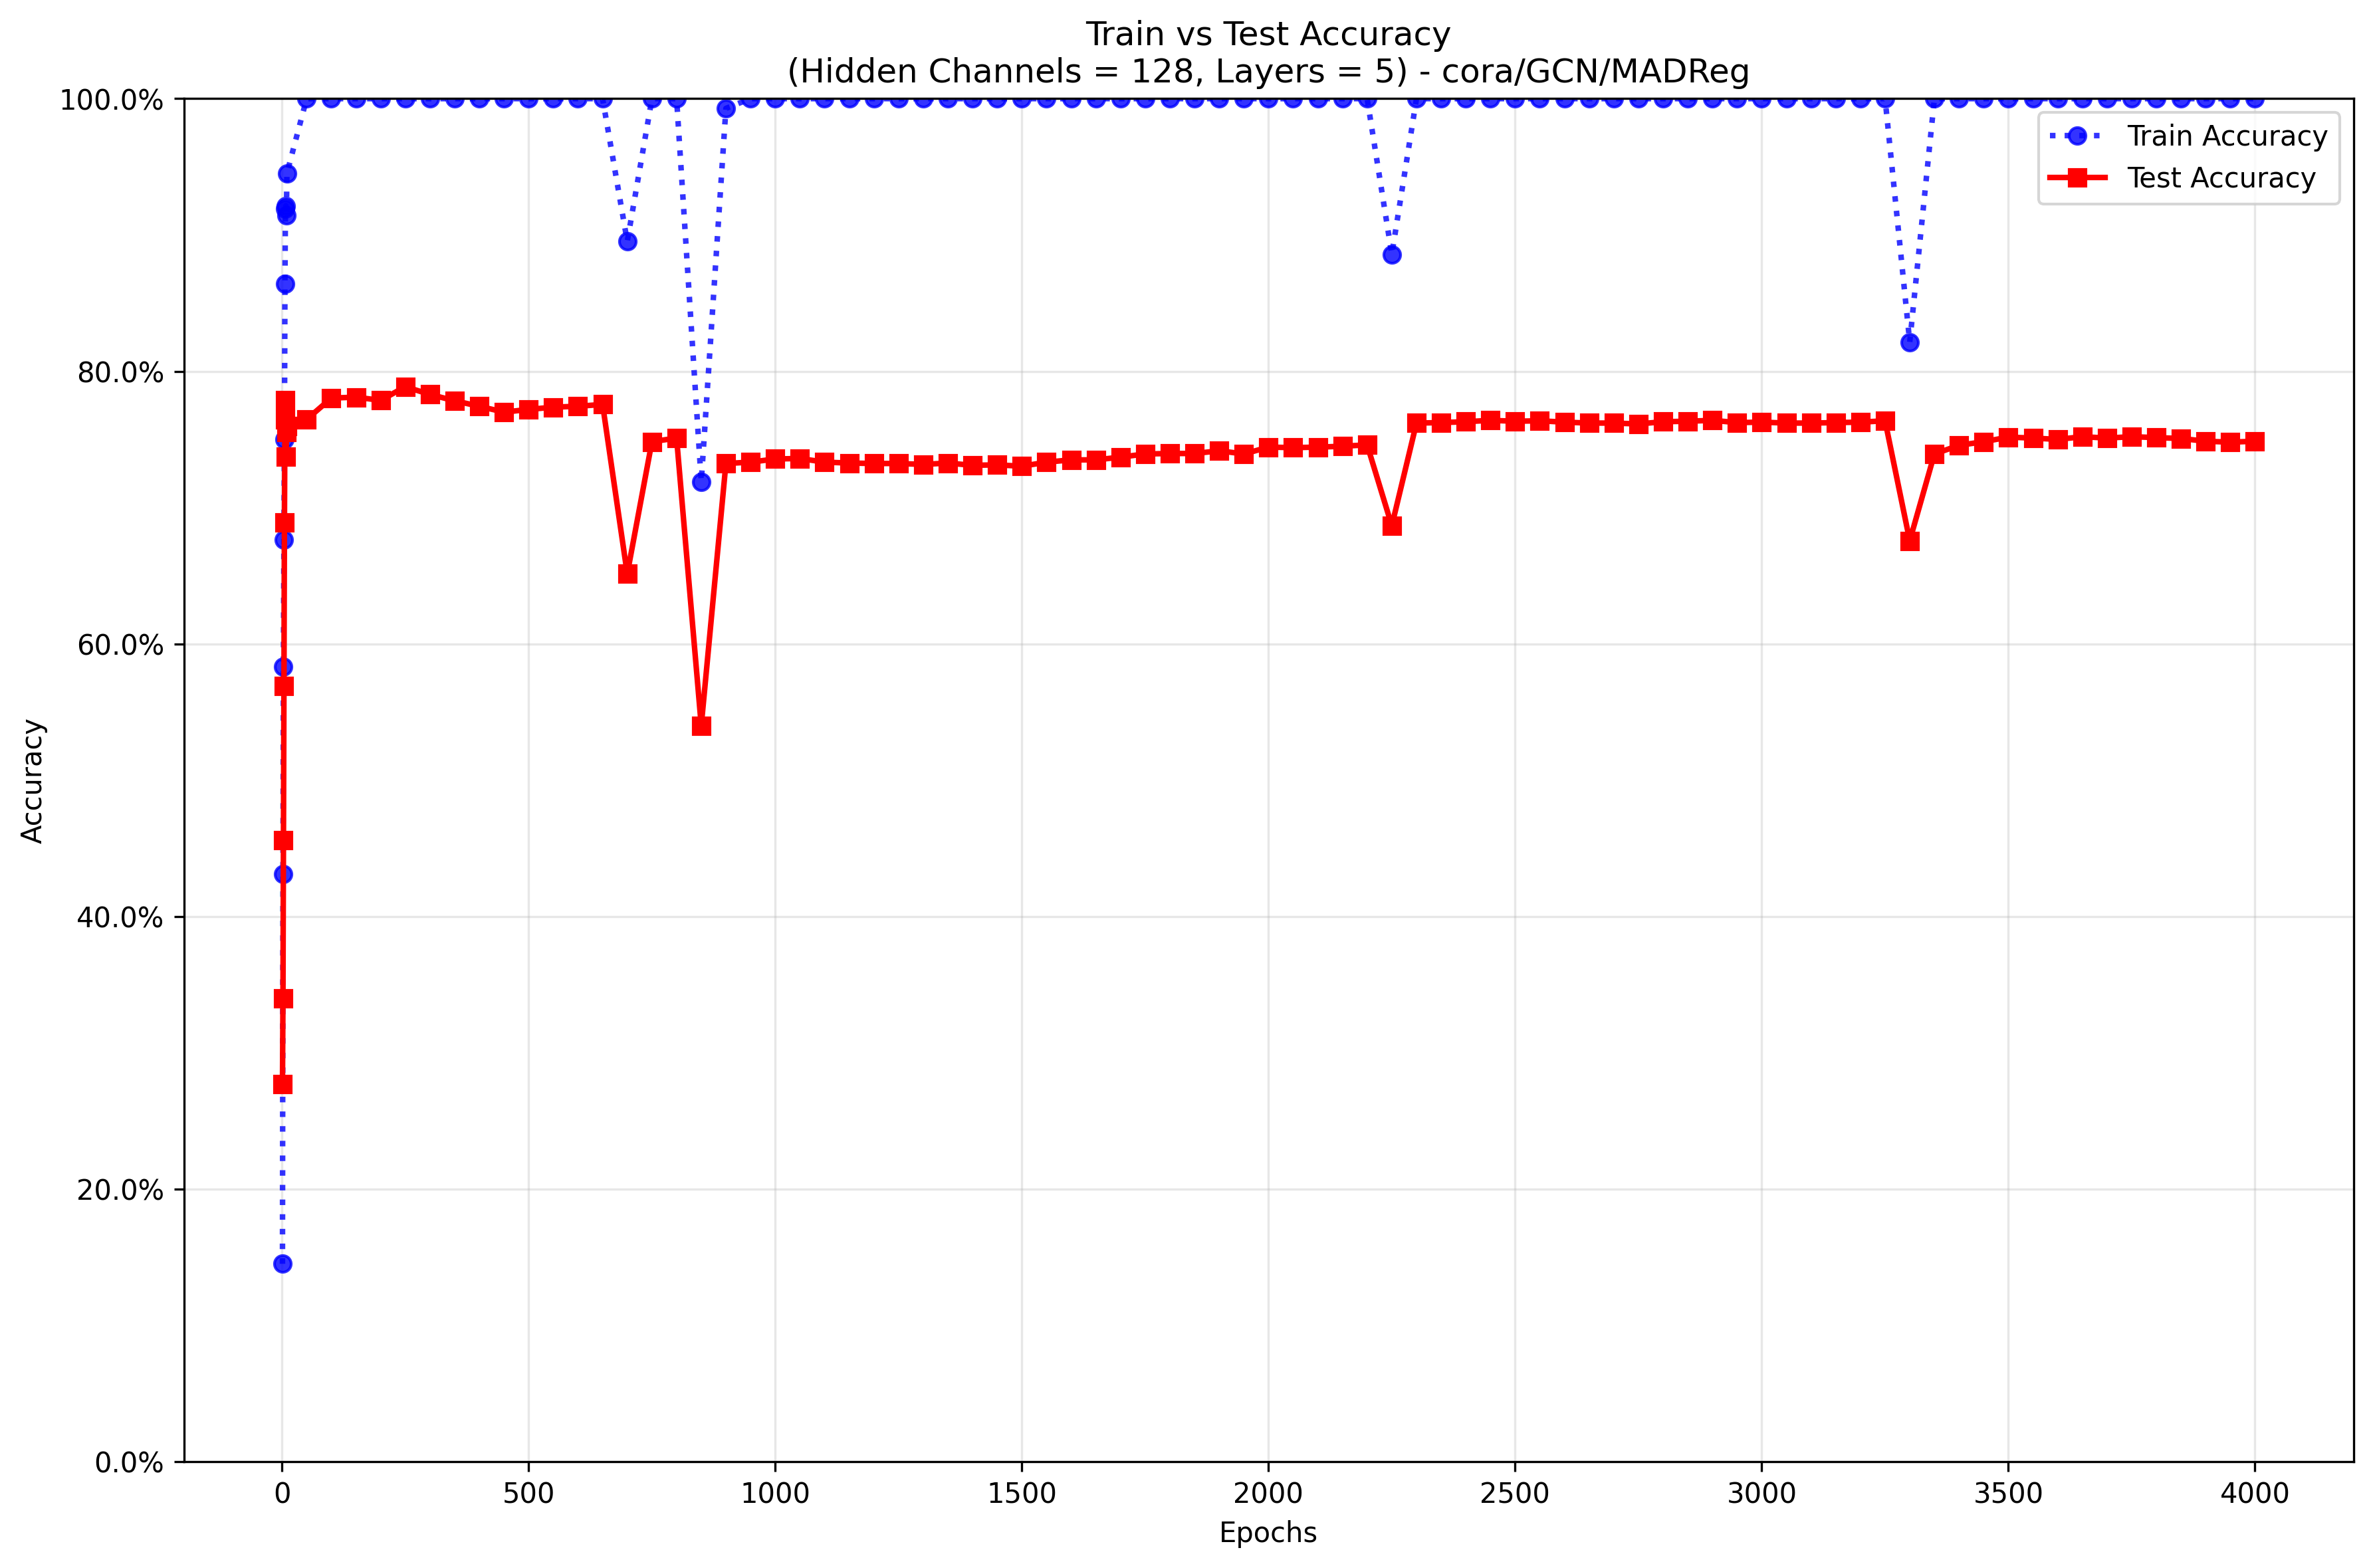 Train vs Test Accuracy
(Hidden Channels = 128, Layers = 5) - cora/GCN/MADReg
100.0%
80.0%
60.0%
40.0%
20.0%
0.0%
Accuracy
Train Accuracy
Test Accuracy
0 500 1000 1500 2000 2500 3000 3500 4000
Epochs